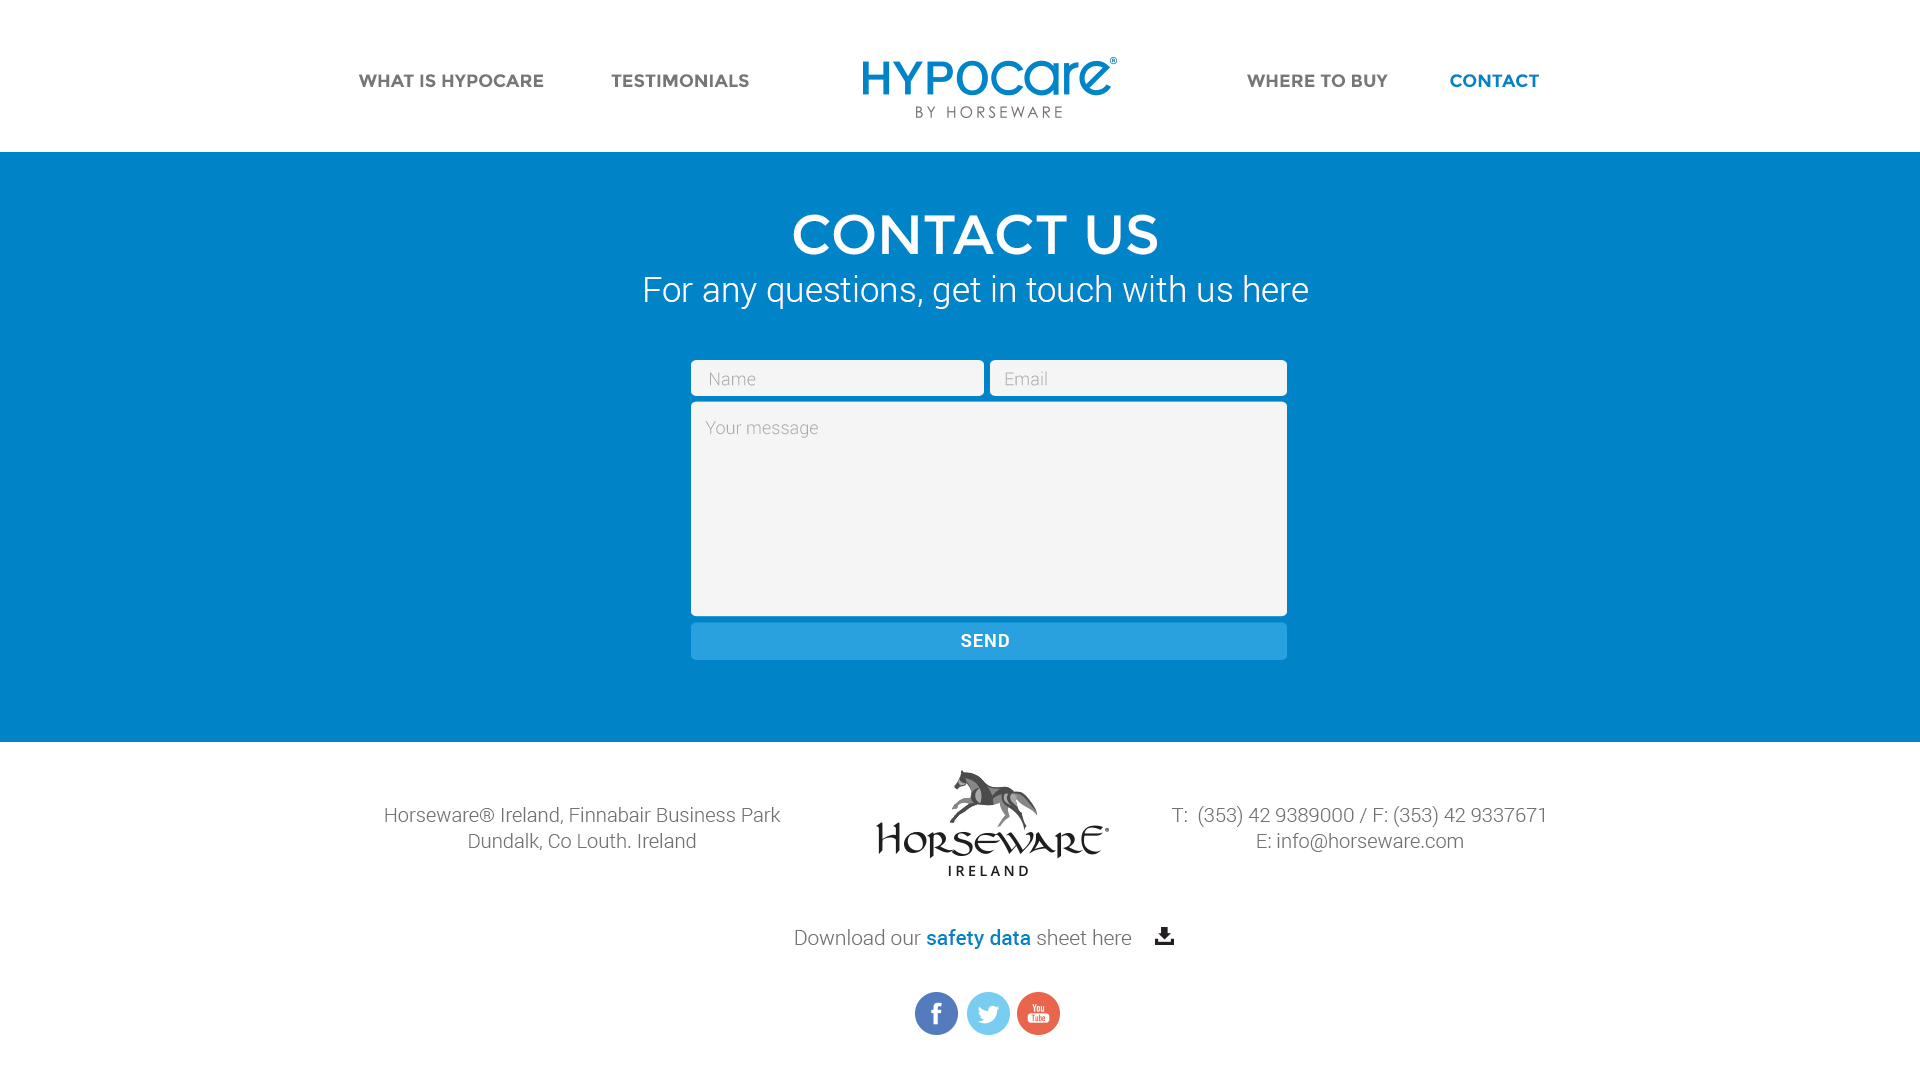 WHAT IS HYPOCARE
TESTIMONIALS
HYPOCare®
BY HORSEWARE
WHERE TO BUY
CONTACT
CONTACT US
For any questions, get in touch with us here
Name
Email
Your message
SEND
Horseware® Ireland, Finnabair Business Park
Dundalk, Co Louth. Ireland
HORSEWARE®
IRELAND
T: (353) 42 9389000 / F: (353) 42 9337671
E: info@horseware.com
Download our safety data sheet here
f
You
Tube